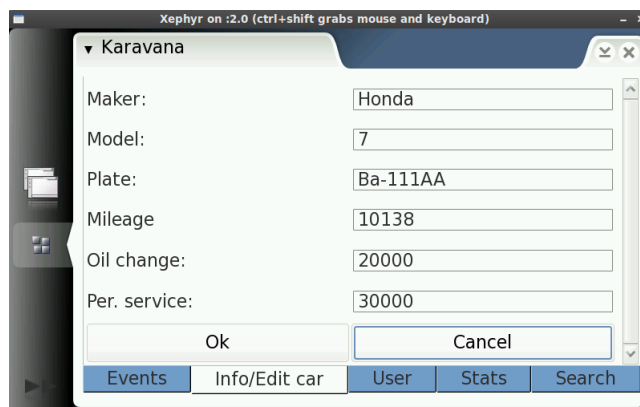 Xephyr on :2.0 (ctrl+shift grabs mouse and keyboard)
Karavana
Maker: Honda
Model: 7
Plate: Ba-111AA
Mileage 10138
Oil change: 20000
Per. service: 30000
Ok Cancel
Events Info/Edit car User Stats Search